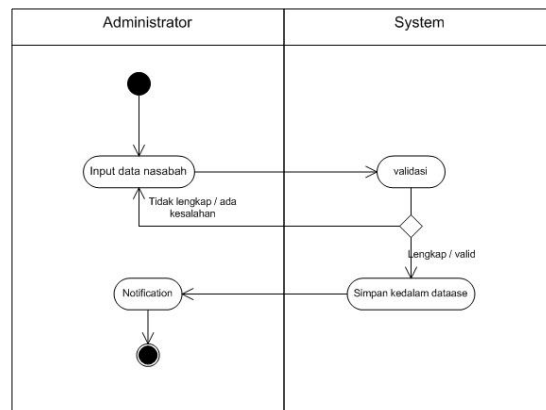 Administrator
System
Input data nasabah
validasi
Tidak lengkap / ada
kesalahan
Lengkap / valid
Notification
Simpan kedalam dataase